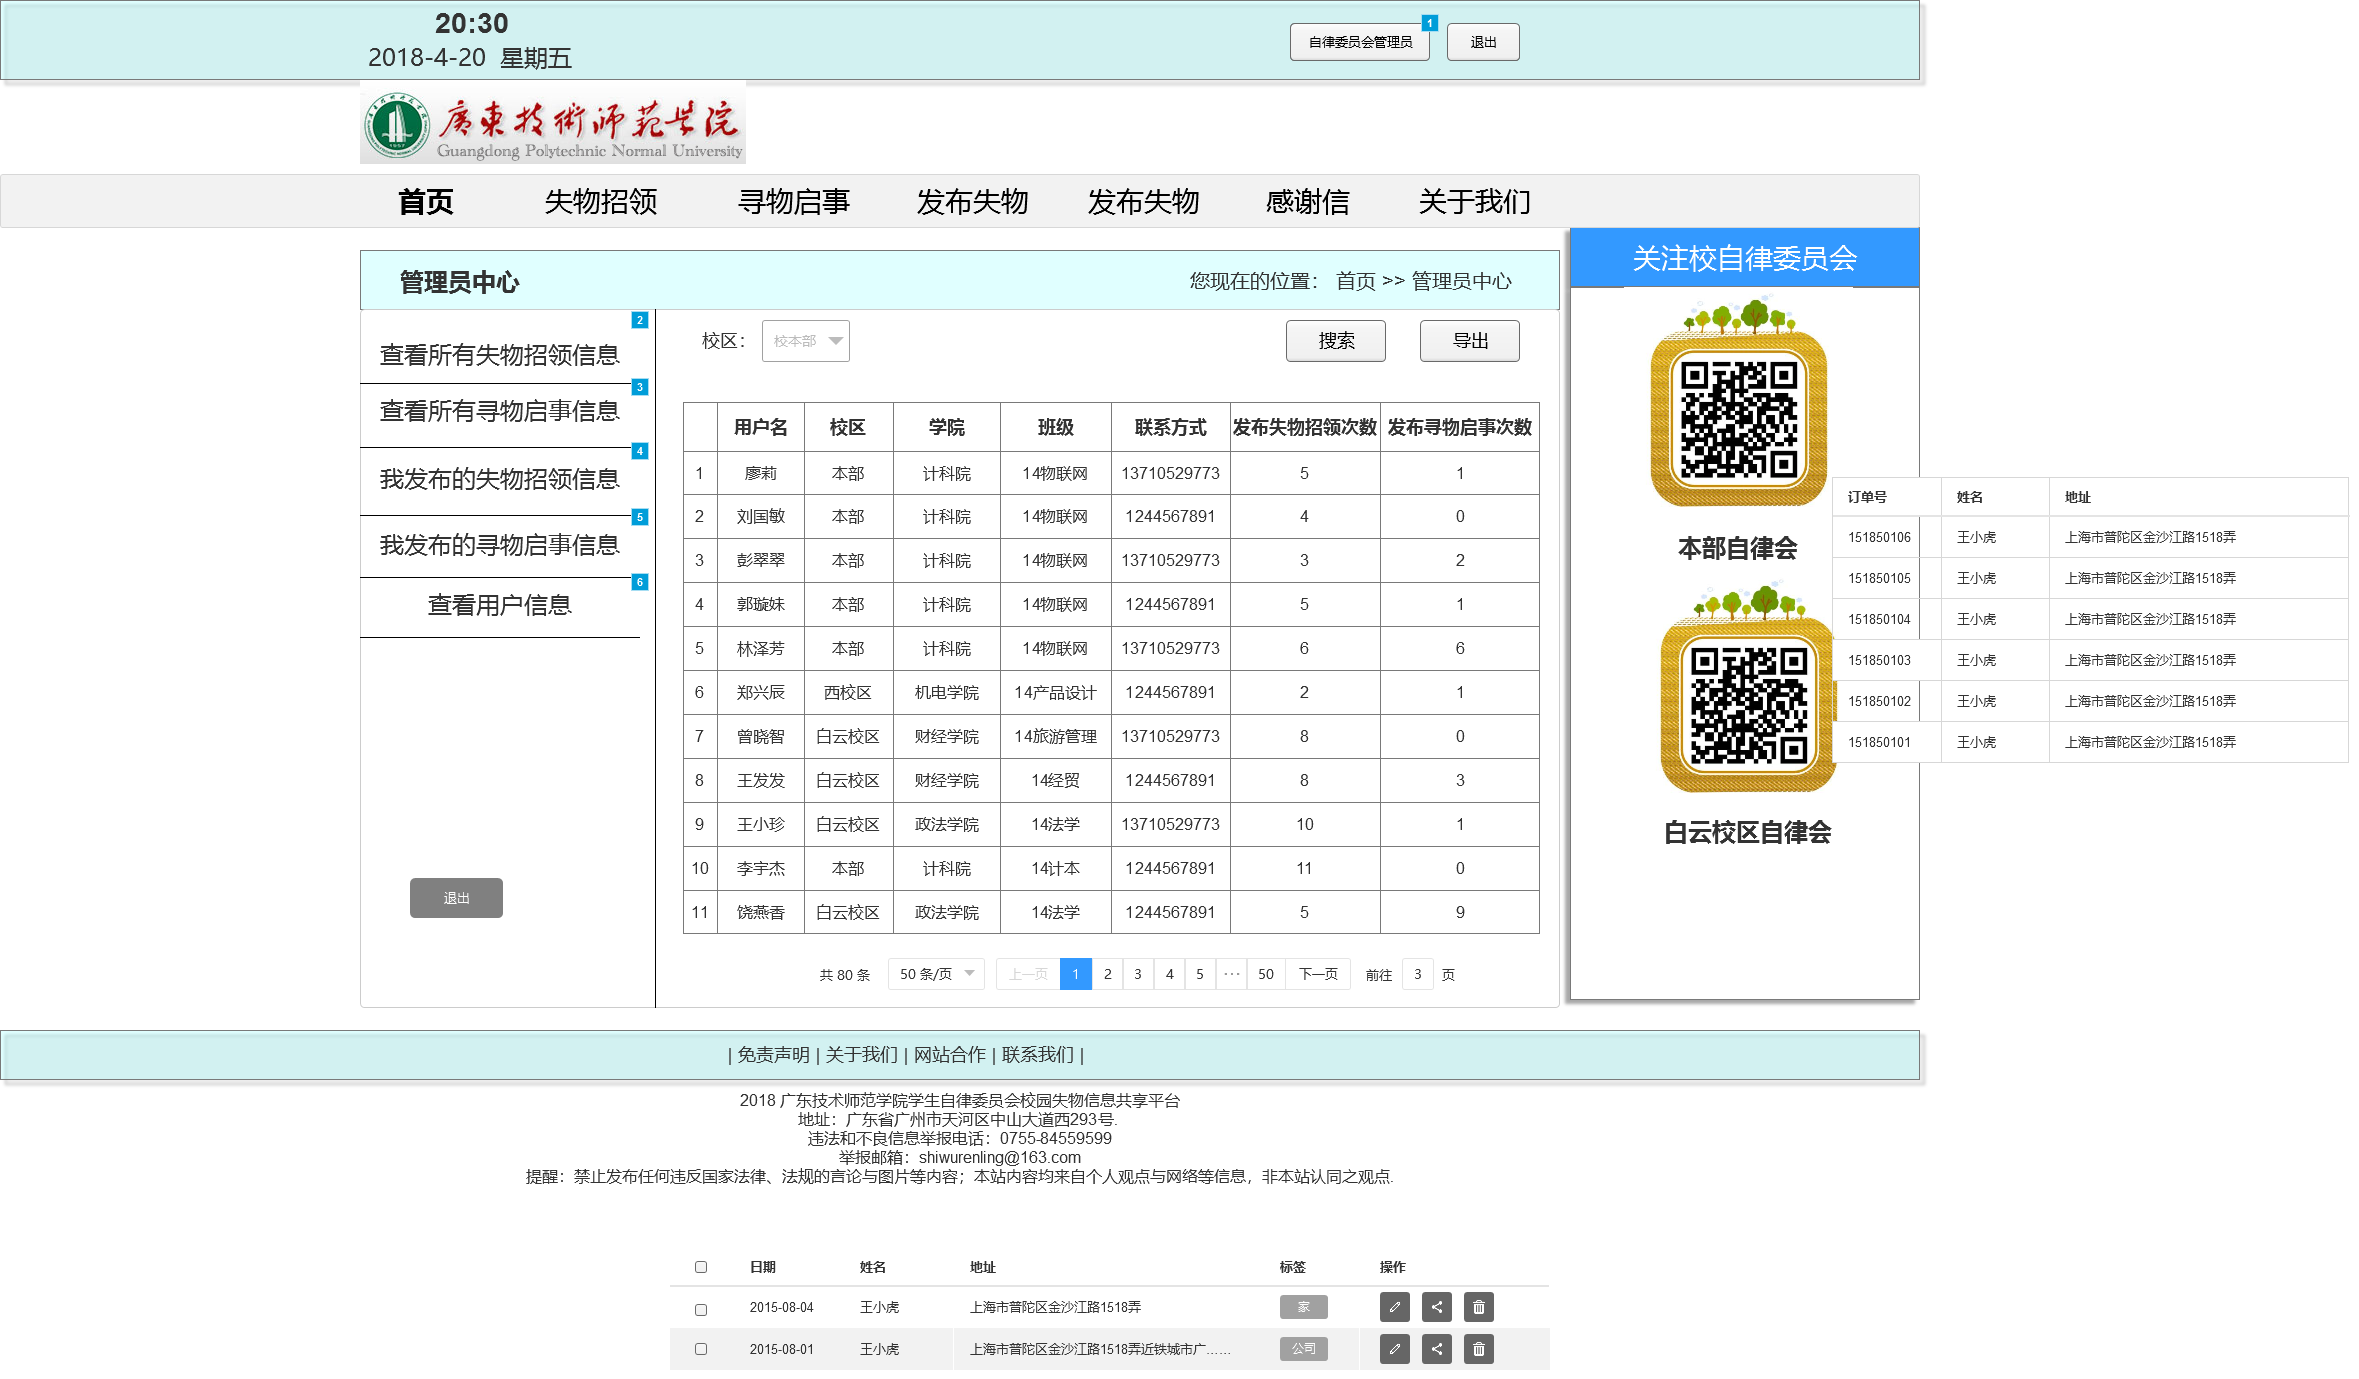 20:30
2018-4-20 星期五
自律委员会管理员
1
退出
廣東技術师范学院
Guangdong Polytechnic Normal University
首页 失物招领 寻物启事 发布失物 发布失物 感谢信 关于我们
管理员中心
您现在的位置： 首页 >> 管理员中心
2
查看所有失物招领信息
3
查看所有寻物启事信息
4
我发布的失物招领信息
5
我发布的寻物启事信息
6
查看用户信息
退出
校区： 校本部
搜索
导出
用户名 校区 学院 班级 联系方式 发布失物招领次数 发布寻物启事次数
1 廖莉 本部 计科院 14物联网 13710529773 5 1
2 刘国敏 本部 计科院 14物联网 1244567891 4 0
3 彭翠翠 本部 计科院 14物联网 13710529773 3 2
4 郭璇妹 本部 计科院 14物联网 1244567891 5 1
5 林泽芳 本部 计科院 14物联网 13710529773 6 6
6 郑兴辰 西校区 机电学院 14产品设计 1244567891 2 1
7 曾晓智 白云校区 财经学院 14旅游管理 13710529773 8 0
8 王发发 白云校区 财经学院 14经贸 1244567891 8 3
9 王小珍 白云校区 政法学院 14法学 13710529773 10 1
10 李宇杰 本部 计科院 14计本 1244567891 11 0
11 饶燕香 白云校区 政法学院 14法学 1244567891 5 9
共 80 条 50 条/页 上一页 1 2 3 4 5 ··· 50 下一页 前往 3 页
关注校自律委员会
本部自律会
白云校区自律会
订单号 姓名 地址
151850106 王小虎 上海市普陀区金沙江路1518弄
151850105 王小虎 上海市普陀区金沙江路1518弄
151850104 王小虎 上海市普陀区金沙江路1518弄
151850103 王小虎 上海市普陀区金沙江路1518弄
151850102 王小虎 上海市普陀区金沙江路1518弄
151850101 王小虎 上海市普陀区金沙江路1518弄
| 免责声明 | 关于我们 | 网站合作 | 联系我们 |
2018 广东技术师范学院学生自律委员会校园失物信息共享平台
地址：广东省广州市天河区中山大道西293号.
违法和不良信息举报电话：0755-84559599
举报邮箱：shiwurenling@163.com
提醒：禁止发布任何违反国家法律、法规的言论与图片等内容；本站内容均来自个人观点与网络等信息，非本站认同之观点.
日期 姓名 地址 标签 操作
2015-08-04 王小虎 上海市普陀区金沙江路1518弄 家
2015-08-01 王小虎 上海市普陀区金沙江路1518弄近铁城市广…… 公司